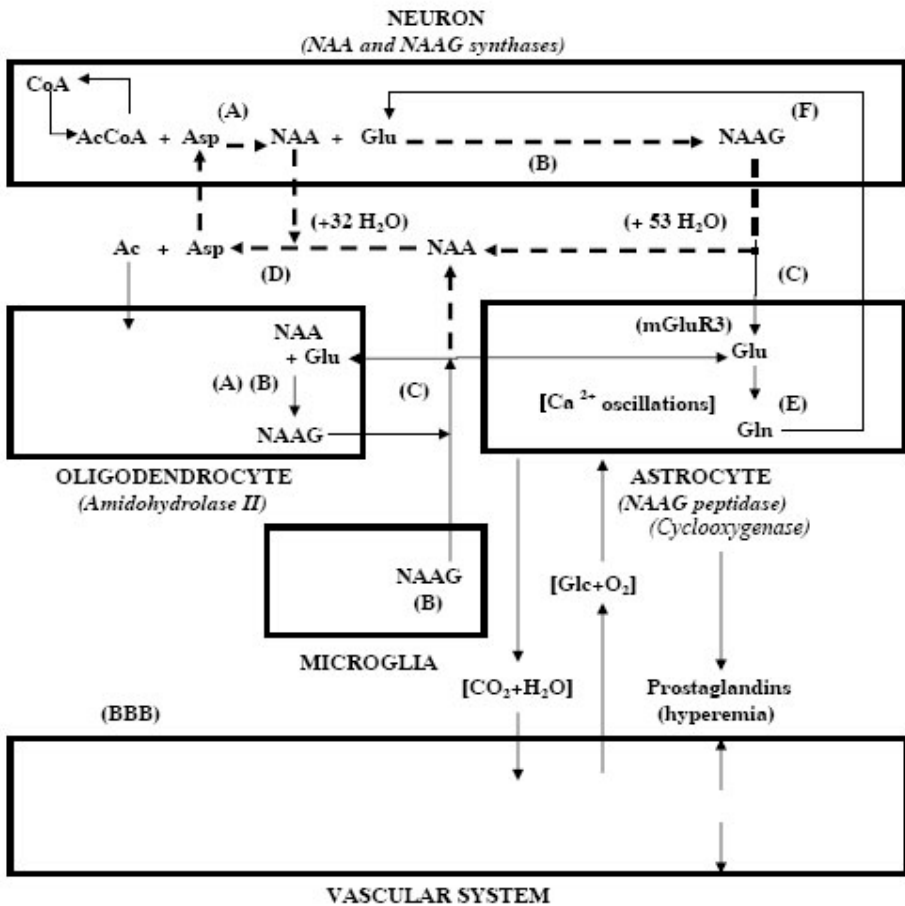 NEURON
(NAA and NAAG synthases)
CoA
(A) (F)
AcCoA + Asp NAA + Glu NAAG
(B)
(+32 H₂O) (+ 53 H₂O)
Ac + Asp NAA
(D) (C)
NAA (mGluR3)
+ Glu Glu
(A) (B) (C) [Ca ²⁺ oscillations] (E)
NAAG Gln
OLIGODENDROCYTE ASTROCYTE
(Amidohydrolase II) (NAAG peptidase)
(Cyclooxygenase)
NAAG [Glc+O₂]
(B)
MICROGLIA
[CO₂+H₂O] Prostaglandins
(BBB) (hyperemia)
VASCULAR SYSTEM